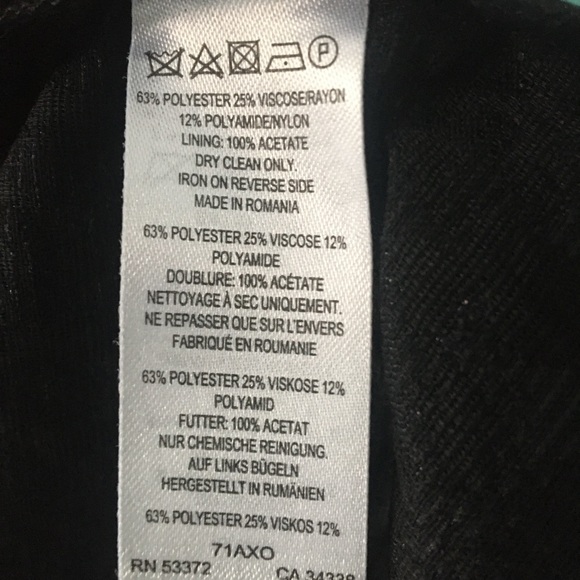 P
63% POLYESTER 25% VISCOSE/RAYON
12% POLYAMIDE/NYLON
LINING: 100% ACETATE
DRY CLEAN ONLY.
IRON ON REVERSE SIDE
MADE IN ROMANIA
63% POLYESTER 25% VISCOSE 12%
POLYAMIDE
DOUBLURE: 100% ACÉTATE
NETTOYAGE À SEC UNIQUEMENT.
NE REPASSER QUE SUR L'ENVERS
FABRIQUÉ EN ROUMANIE
63% POLYESTER 25% VISKOSE 12%
POLYAMID
FUTTER: 100% ACETAT
NUR CHEMISCHE REINIGUNG.
AUF LINKS BÜGELN
HERGESTELLT IN RUMÄNIEN
63% POLYESTER 25% VISKOS 12%
71AXO
RN 53372 CA